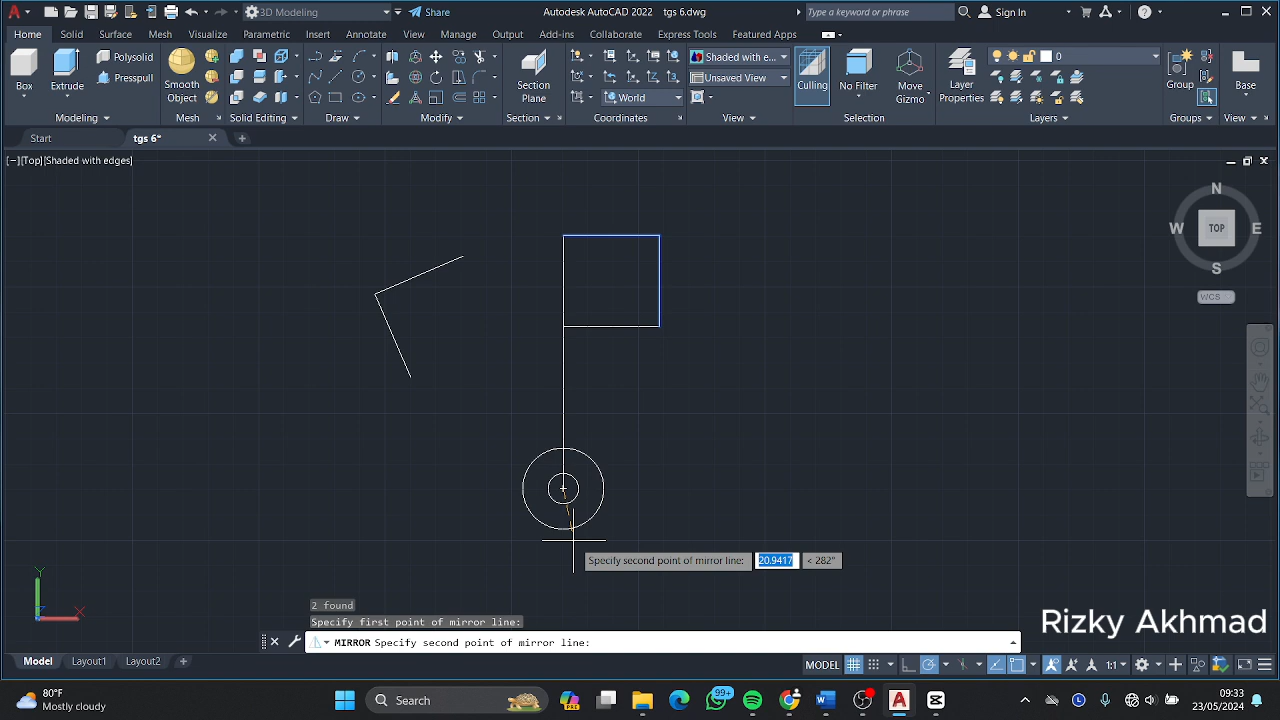 3D Modeling
Share
Autodesk AutoCAD 2022 tgs 6.dwg
Type a keyword or phrase
Sign In
Home Solid Surface Mesh Visualize Parametric Insert Annotate View Manage Output Add-ins Collaborate Express Tools Featured Apps
Box
Extrude
Polysolid
Presspull
Smooth
Object
Section
Plane
Shaded with e...
Unsaved View
World
Culling
No Filter
Move
Gizmo
Layer
Properties
0
Group
Base
Modeling Mesh Solid Editing Draw Modify Section Coordinates View Selection Layers Groups View
Start
tgs 6*
[−][Top][Shaded with edges]
N
W TOP E
S
WCS
Specify second point of mirror line: 20.9417 < 282°
Y
X
2 found
Specify first point of mirror line:
MIRROR Specify second point of mirror line:
Rizky Akhmad
Model Layout1 Layout2
MODEL
1:1
80°F
Mostly cloudy
Search
PRE
99+
09:33
23/05/2024